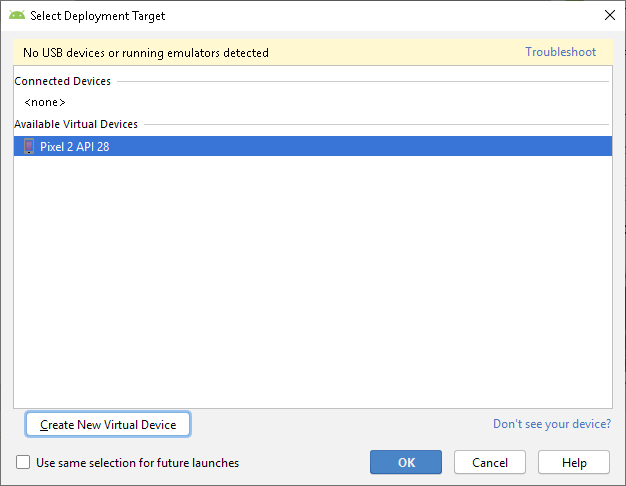 Select Deployment Target
No USB devices or running emulators detected
Troubleshoot
Connected Devices
<none>
Available Virtual Devices
Pixel 2 API 28
Create New Virtual Device
Don't see your device?
Use same selection for future launches
OK
Cancel
Help